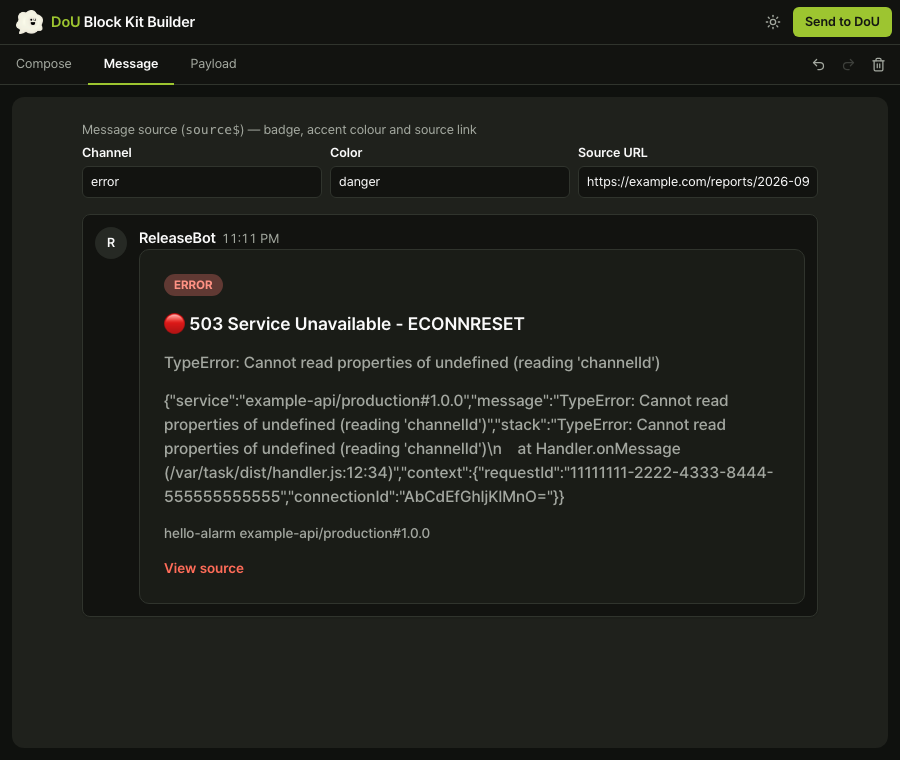 DoU Block Kit Builder
Send to DoU
Compose Message Payload
Message source (source$) — badge, accent colour and source link
Channel Color Source URL
error danger https://example.com/reports/2026-09
R ReleaseBot 11:11 PM
ERROR
503 Service Unavailable - ECONNRESET
TypeError: Cannot read properties of undefined (reading 'channelId')
{"service":"example-api/production#1.0.0","message":"TypeError: Cannot read
properties of undefined (reading 'channelId')","stack":"TypeError: Cannot read
properties of undefined (reading 'channelId')\n    at Handler.onMessage
(/var/task/dist/handler.js:12:34)","context":{"requestId":"11111111-2222-4333-8444-
555555555555","connectionId":"AbCdEfGhIjKlMnO="}}
hello-alarm example-api/production#1.0.0
View source